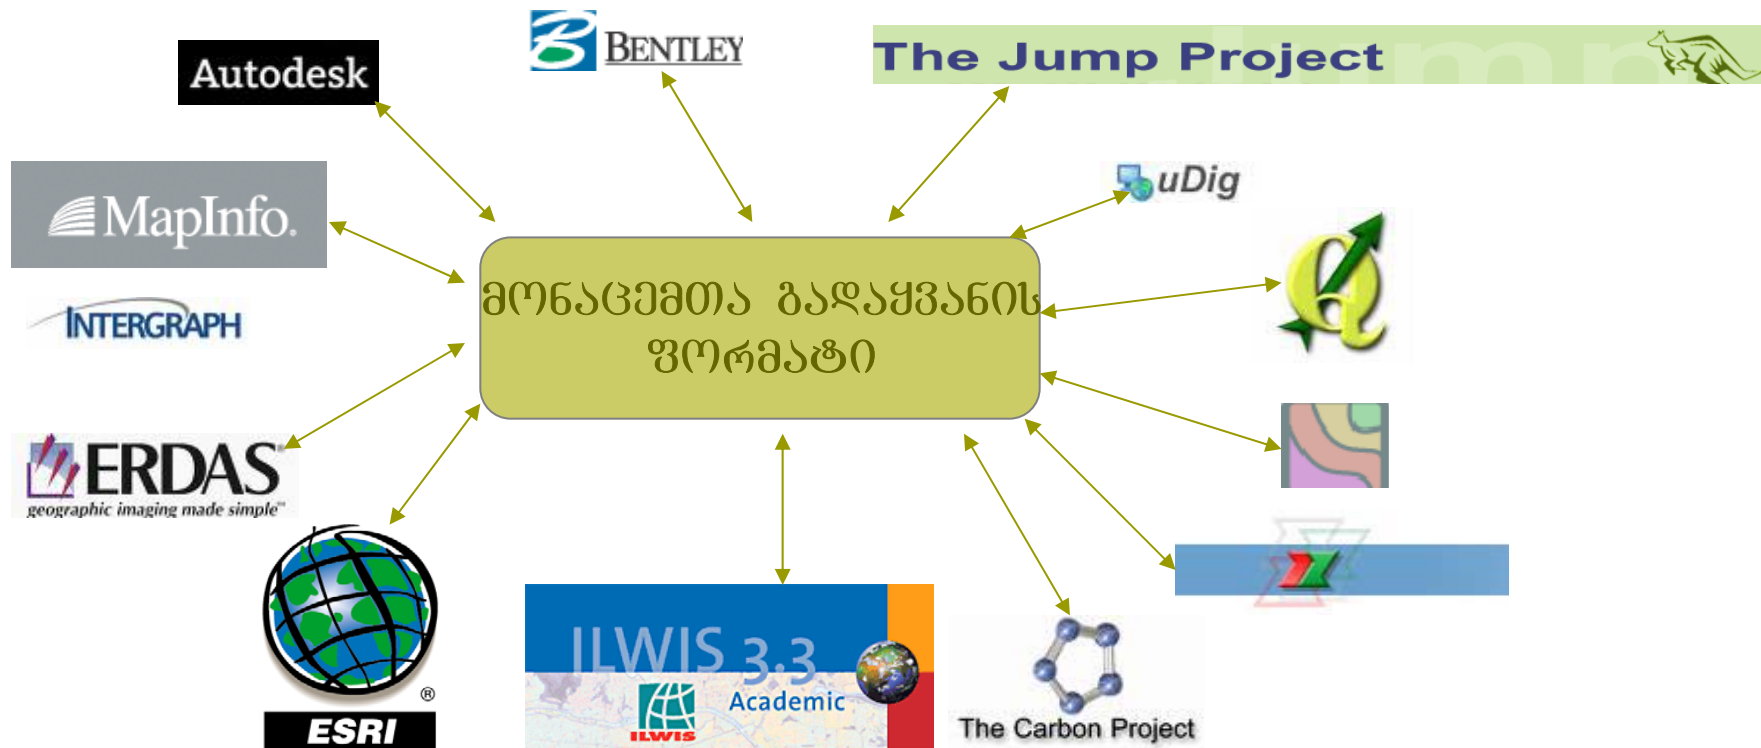 Autodesk
BENTLEY
The Jump Project
MapInfo.
uDig
INTERGRAPH
მონაცემთა გადაყვანის
ფორმატი
ERDAS®
geographic imaging made simple™
®
ESRI
ILWIS 3.3
Academic
ILWIS
The Carbon Project